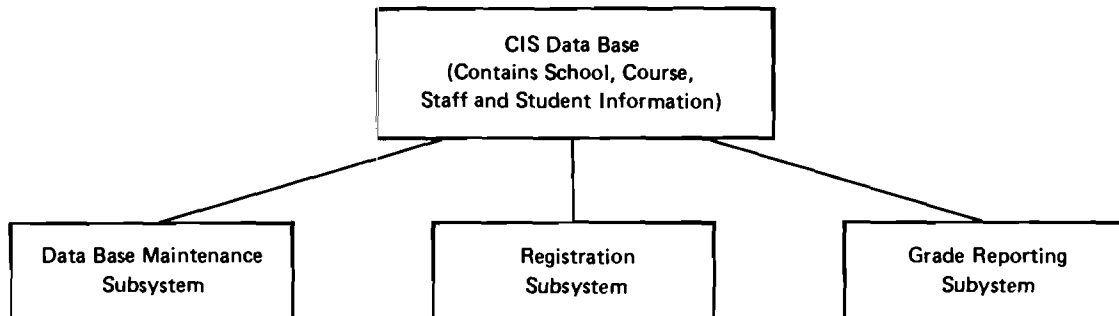 CIS Data Base
(Contains School, Course,
Staff and Student Information)
Data Base Maintenance
Subsystem
Registration
Subsystem
Grade Reporting
Subystem